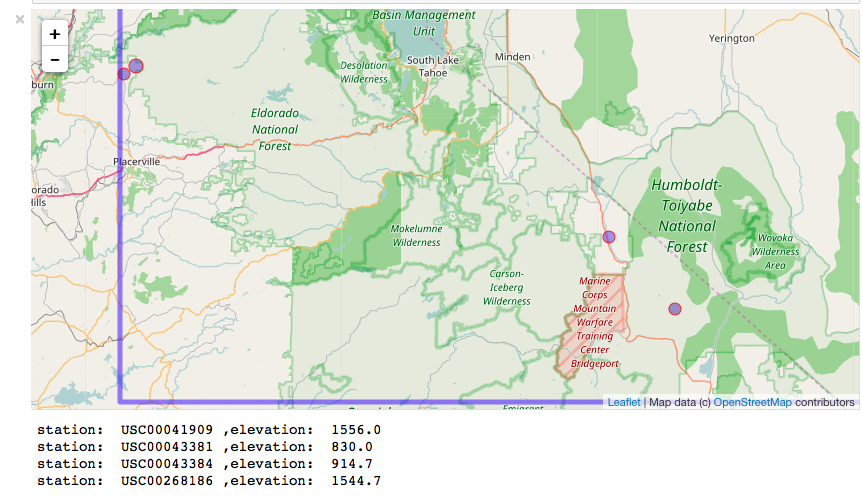 ×
+
−
Basin Management
Unit
South Lake
Tahoe
Minden
Yerington
Desolation
Wilderness
burn
Eldorado
National
Forest
Placerville
orado
Hills
Humboldt-
Toiyabe
National
Forest
Mokelumne
Wilderness
Wovoka
Wilderness
Area
Carson-
Iceberg
Wilderness
Marine
Corps
Mountain
Warfare
Training
Center
Bridgeport
Emigrant
Leaflet | Map data (c) OpenStreetMap contributors
station: USC00041909 ,elevation: 1556.0
station: USC00043381 ,elevation: 830.0
station: USC00043384 ,elevation: 914.7
station: USC00268186 ,elevation: 1544.7